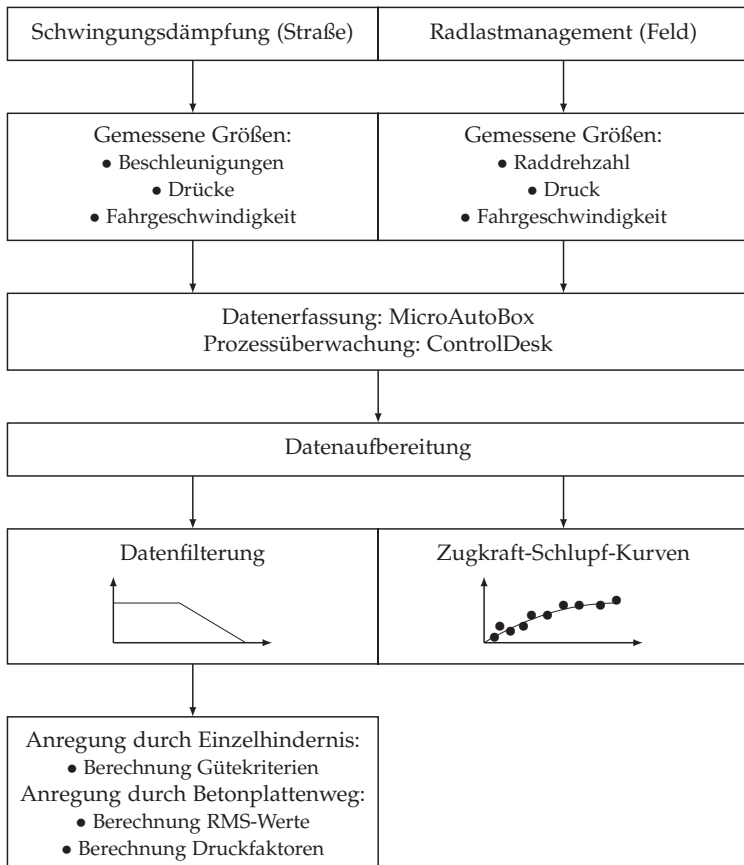 Schwingungsdämpfung (Straße)
Radlastmanagement (Feld)
Gemessene Größen:
• Beschleunigungen
• Drücke
• Fahrgeschwindigkeit
Gemessene Größen:
• Raddrehzahl
• Druck
• Fahrgeschwindigkeit
Datenerfassung: MicroAutoBox
Prozessüberwachung: ControlDesk
Datenaufbereitung
Datenfilterung
Zugkraft-Schlupf-Kurven
Anregung durch Einzelhindernis:
• Berechnung Gütekriterien
Anregung durch Betonplattenweg:
• Berechnung RMS-Werte
• Berechnung Druckfaktoren